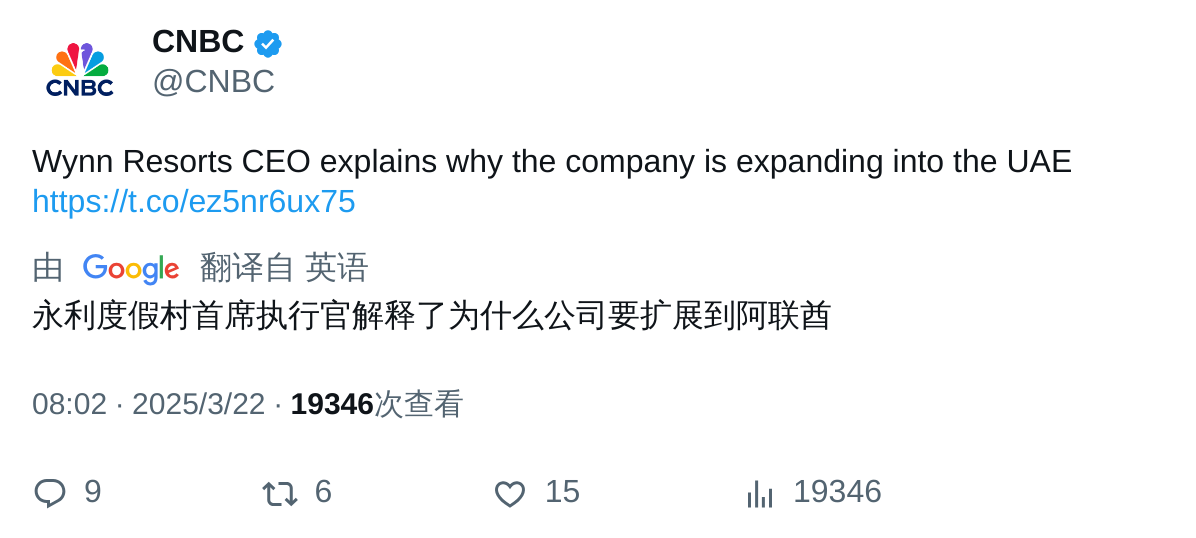 CNBC
CNBC
@CNBC
Wynn Resorts CEO explains why the company is expanding into the UAE
https://t.co/ez5nr6ux75
由 Google 翻译自 英语
永利度假村首席执行官解释了为什么公司要扩展到阿联酋
08:02 · 2025/3/22 · 19346次查看
9 6 15 19346